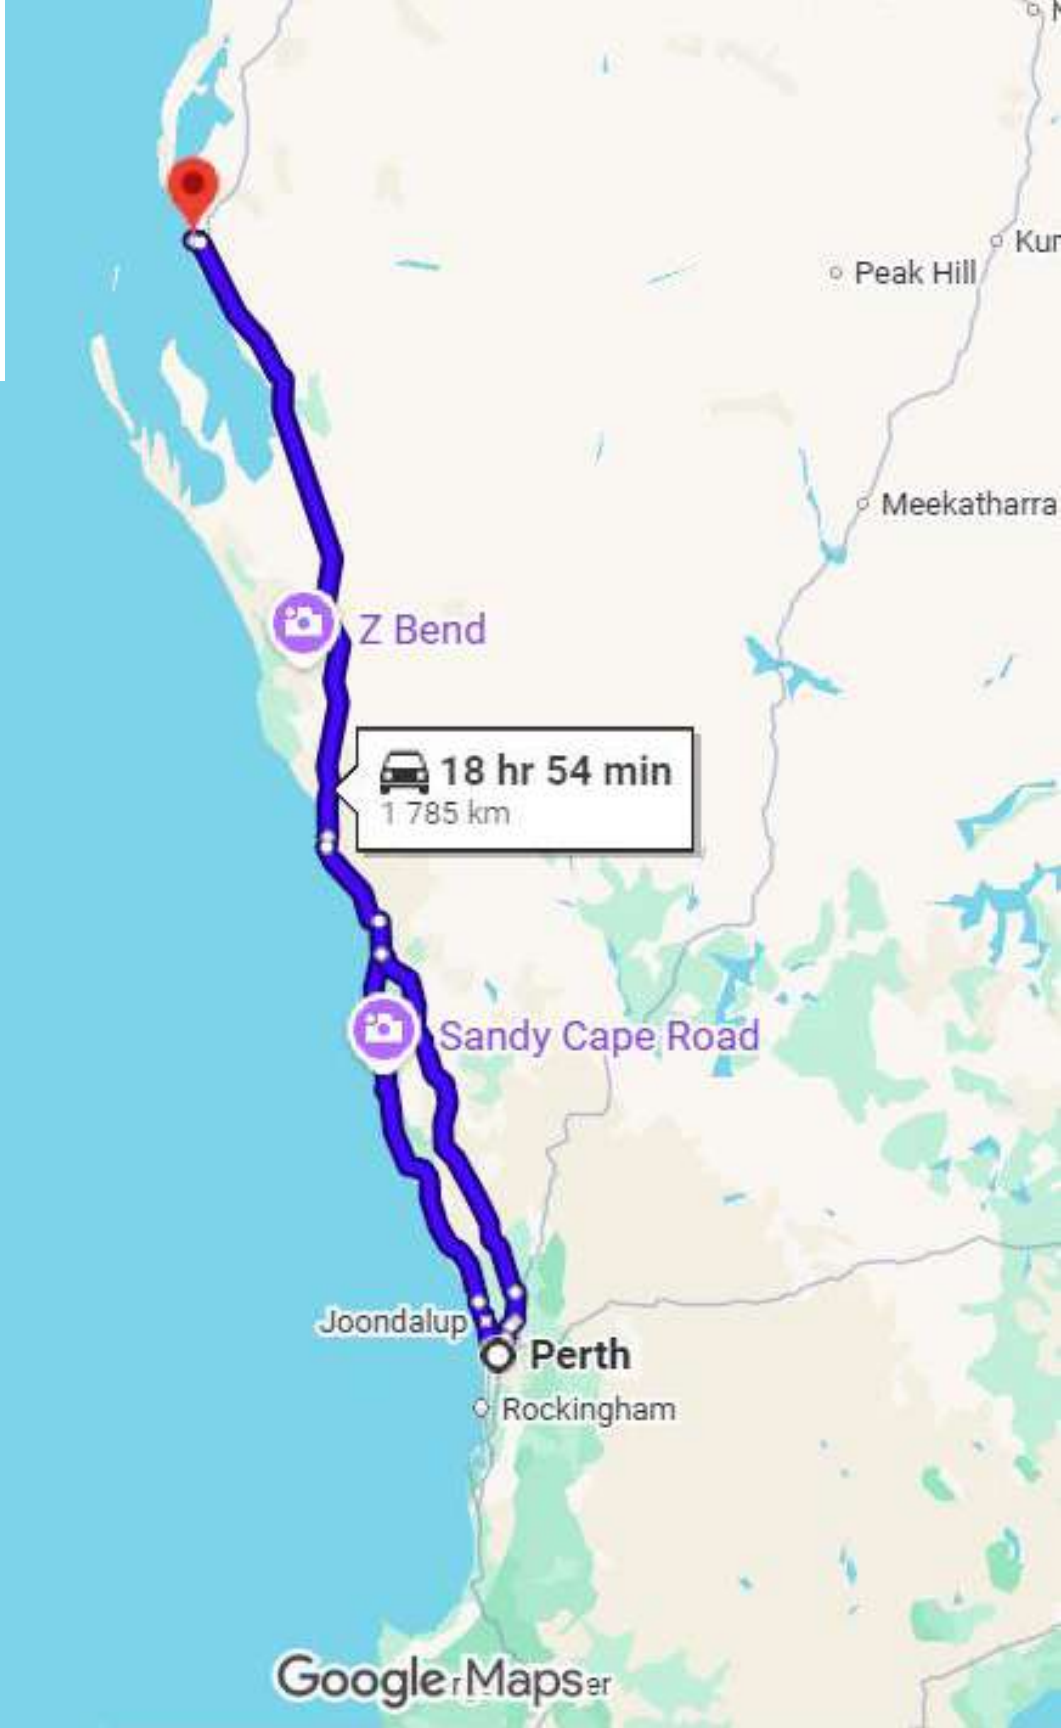 Peak Hill
Meekatharra
Z Bend
18 hr 54 min
1 785 km
Sandy Cape Road
Joondalup
Perth
Rockingham
Google Maps